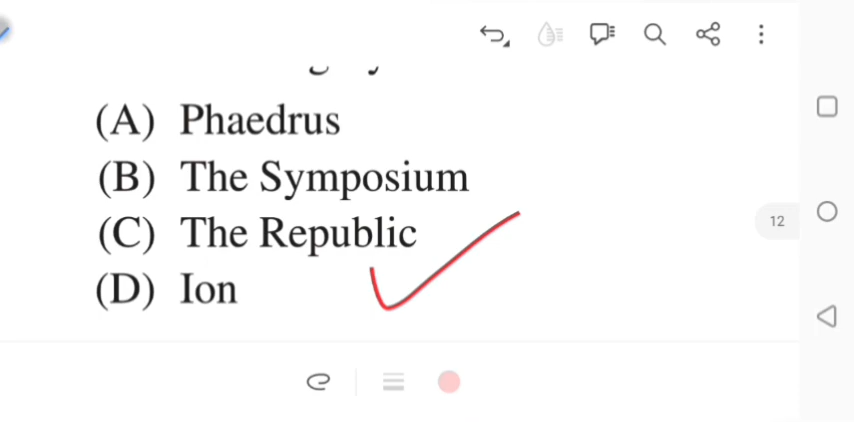 (A) Phaedrus
(B) The Symposium
(C) The Republic
12
(D) Ion